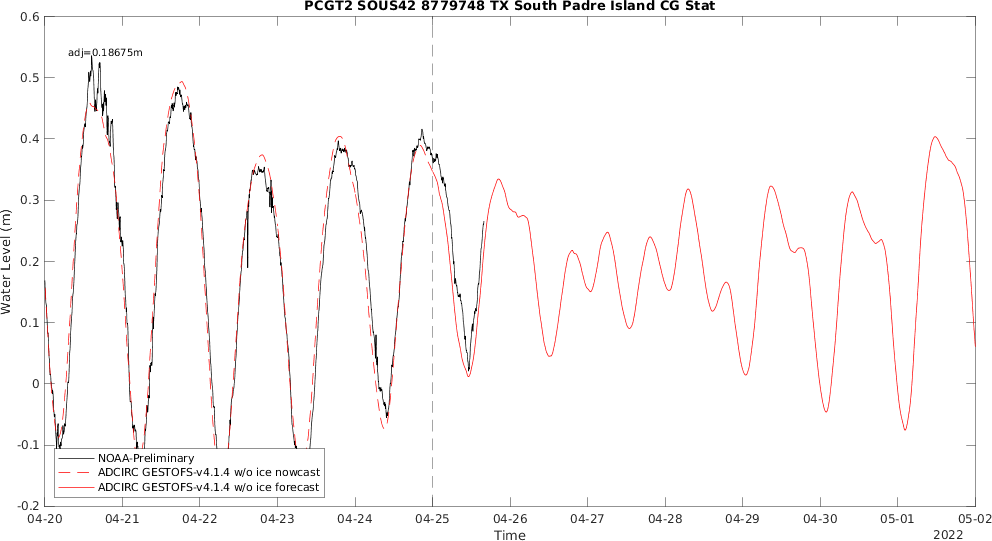 PCGT2 SOUS42 8779748 TX South Padre Island CG Stat
adj=0.18675m
0.6
0.5
0.4
0.3
0.2
0.1
0
-0.1
-0.2
Water Level (m)
NOAA-Preliminary
ADCIRC GESTOFS-v4.1.4 w/o ice nowcast
ADCIRC GESTOFS-v4.1.4 w/o ice forecast
04-20 04-21 04-22 04-23 04-24 04-25 04-26 04-27 04-28 04-29 04-30 05-01 05-02
Time
2022